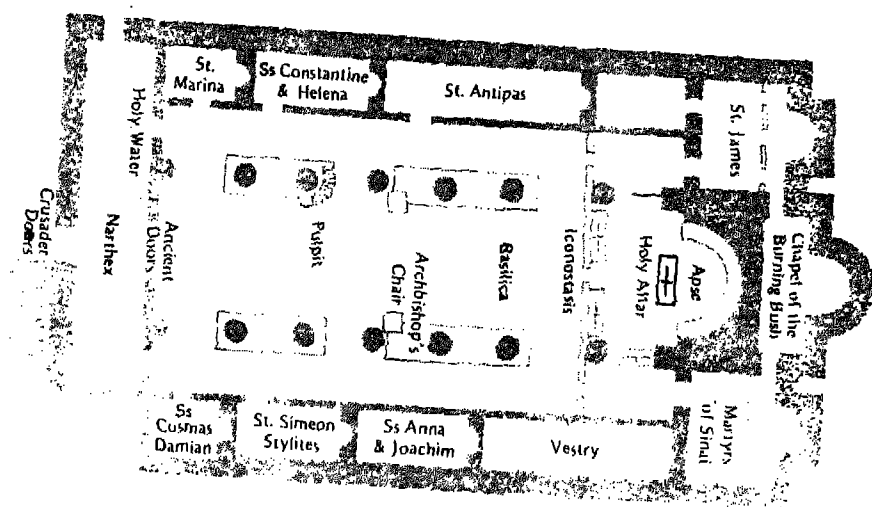 St.
Marina
Ss Constantine
& Helena
St. Antipas
St. James
Holy Water
Crusader
Doors
Narthex
Ancient
Doors
Pulpit
Archbishop's
Chair
Basilica
Iconostasis
Holy Altar
Apse
Chapel of the
Burning Bush
Ss
Cosmas
Damian
St. Simeon
Stylites
Ss Anna
& Joachim
Vestry
Martyrs
of Sinai